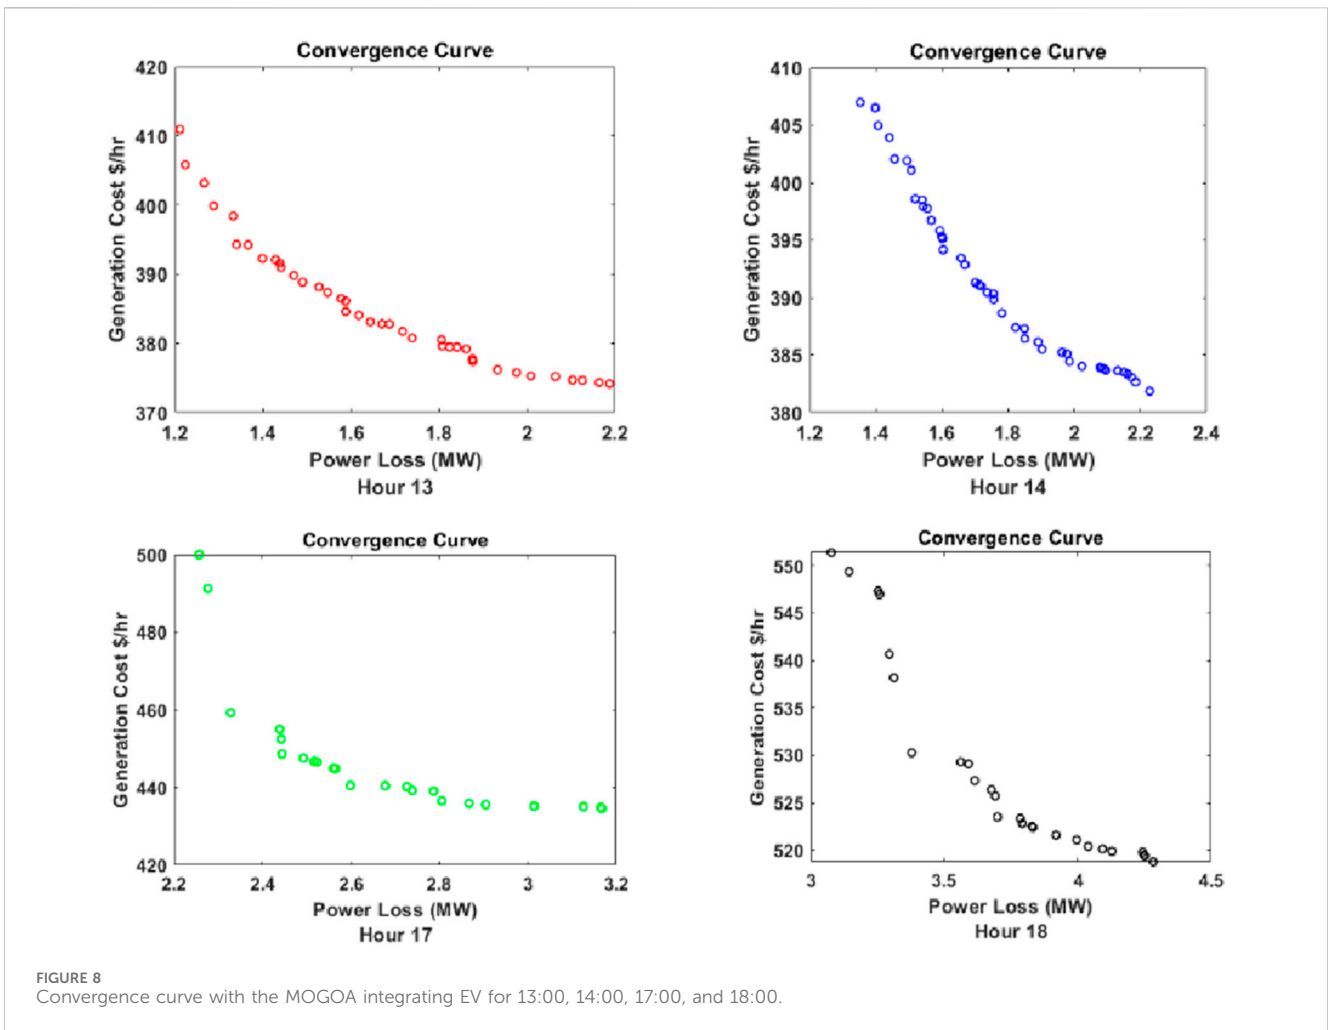 Convergence Curve
420
410
400
390
380
370
Generation Cost $/hr
1.2 1.4 1.6 1.8 2 2.2
Power Loss (MW)
Hour 13
Convergence Curve
410
405
400
395
390
385
380
Generation Cost $/hr
1.2 1.4 1.6 1.8 2 2.2 2.4
Power Loss (MW)
Hour 14
Convergence Curve
500
480
460
440
420
Generation Cost $/hr
2.2 2.4 2.6 2.8 3 3.2
Power Loss (MW)
Hour 17
Convergence Curve
550
545
540
535
530
525
520
Generation Cost $/hr
3 3.5 4 4.5
Power Loss (MW)
Hour 18
FIGURE 8
Convergence curve with the MOGOA integrating EV for 13:00, 14:00, 17:00, and 18:00.